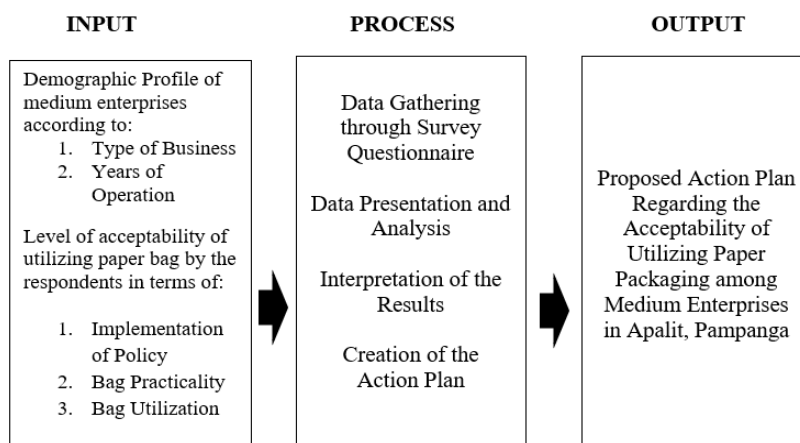 INPUT
Demographic Profile of
medium enterprises
according to:
1. Type of Business
2. Years of
Operation
Level of acceptability of
utilizing paper bag by the
respondents in terms of:
1. Implementation
of Policy
2. Bag Practicality
3. Bag Utilization
PROCESS
Data Gathering
through Survey
Questionnaire
Data Presentation and
Analysis
Interpretation of the
Results
Creation of the
Action Plan
OUTPUT
Proposed Action Plan
Regarding the
Acceptability of
Utilizing Paper
Packaging among
Medium Enterprises
in Apalit, Pampanga